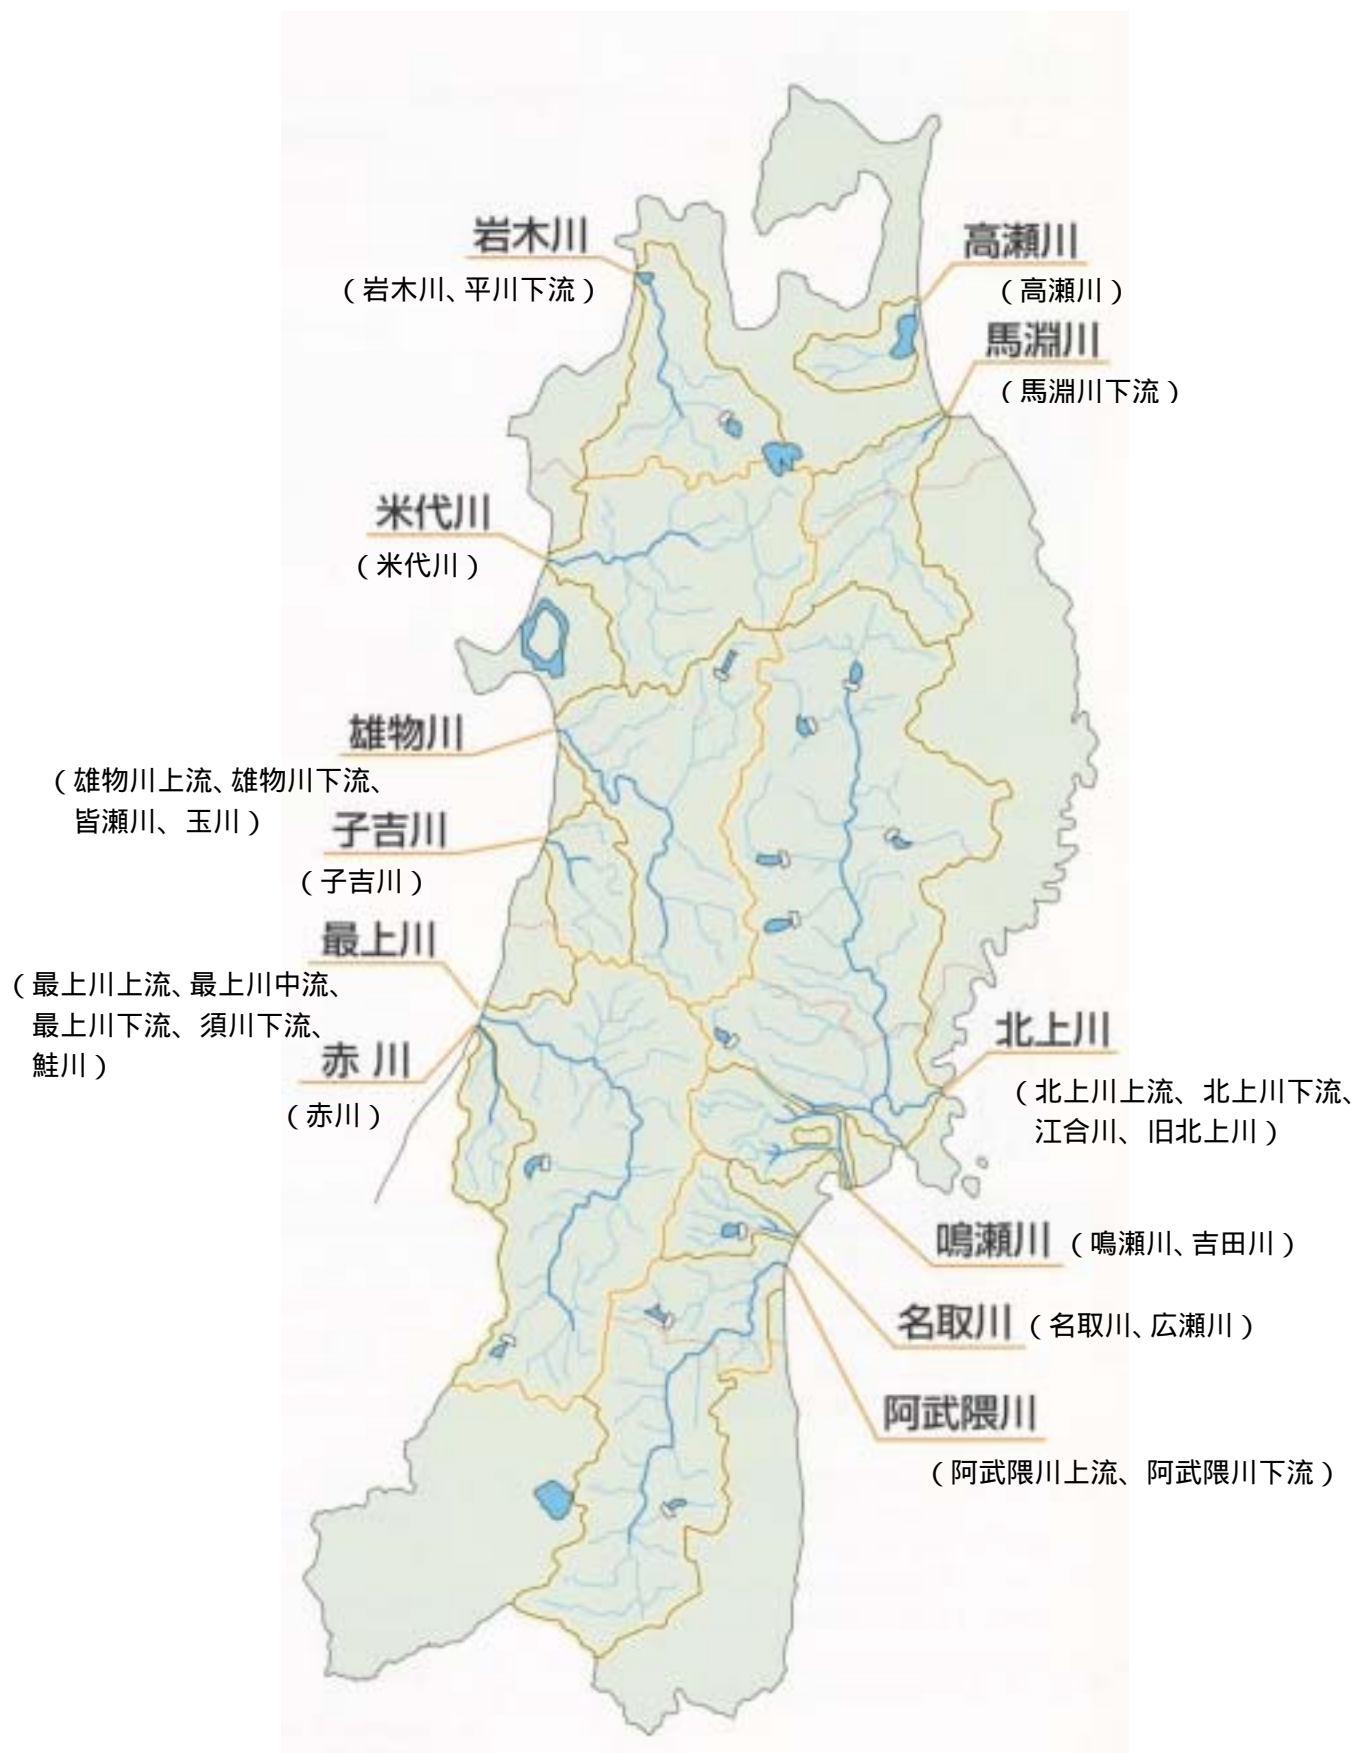 岩木川
（岩木川、平川下流）
高瀬川
（高瀬川）
馬淵川
（馬淵川下流）
米代川
（米代川）
雄物川
（雄物川上流、雄物川下流、
皆瀬川、玉川）
子吉川
（子吉川）
最上川
（最上川上流、最上川中流、
最上川下流、須川下流、
鮭川）
赤川
（赤川）
北上川
（北上川上流、北上川下流、
江合川、旧北上川）
鳴瀬川（鳴瀬川、吉田川）
名取川（名取川、広瀬川）
阿武隈川
（阿武隈川上流、阿武隈川下流）